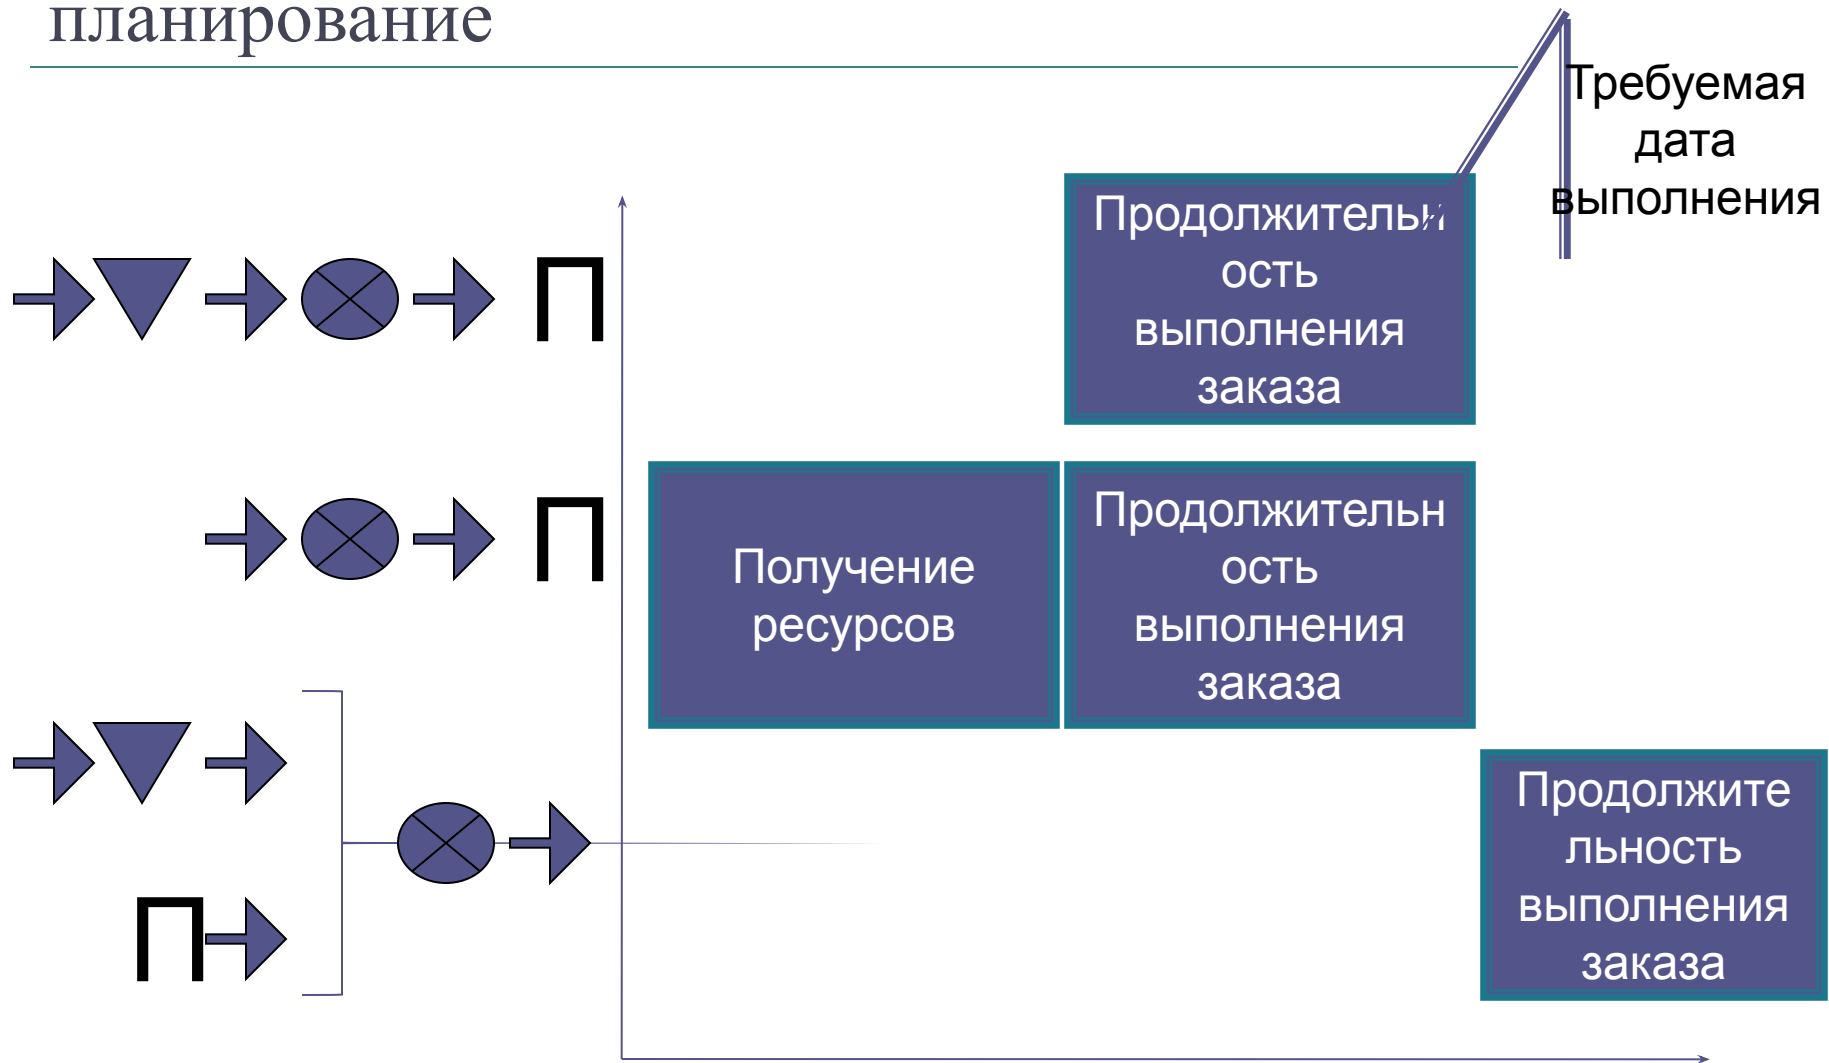 планирование
Требуемая
дата
выполнения
Продолжительн
ость
выполнения
заказа
П
П
Получение
ресурсов
Продолжительн
ость
выполнения
заказа
Продолжите
льность
выполнения
заказа
П